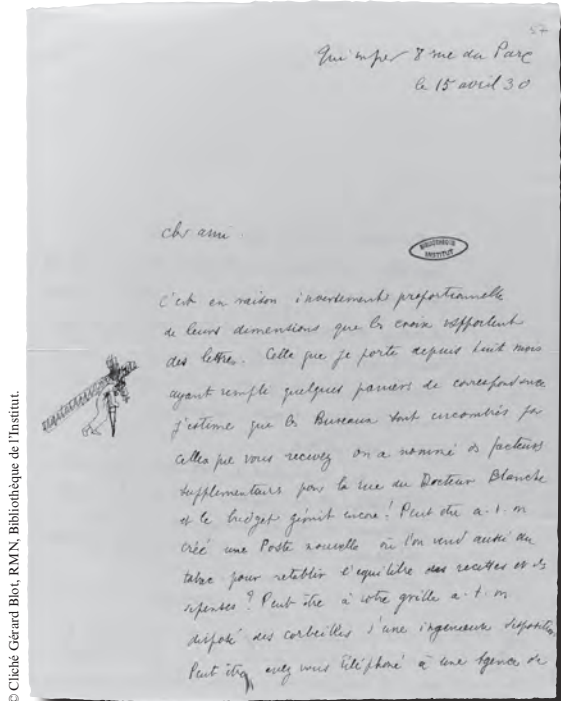 57
Quimper 8 rue du Parc
le 15 avril 30
cher ami.
BIBLIOTHEQUE
INSTITUT
C'est en raison inversement proportionnelle
de leurs dimensions que les croix apportent
des lettres. Celle que je porte depuis huit mois
ayant rempli quelques paniers de correspondance
j'estime que les Bureaux sont encombrés par
celles que vous recevez on a nommé des facteurs
supplémentaires pour la rue du Docteur Blanche
et le budget gémit encore! Peut être a-t-on
créé une Poste nouvelle où l'on vend aussi du
tabac pour rétablir l'équilibre des recettes et des
dépenses? Peut être à votre grille a-t-on
disposé des corbeilles d'une ingénieuse disposition
Peut être avez vous téléphoné à une Agence de
© Cliché Gérard Blot, RMN, Bibliothèque de l'Institut.